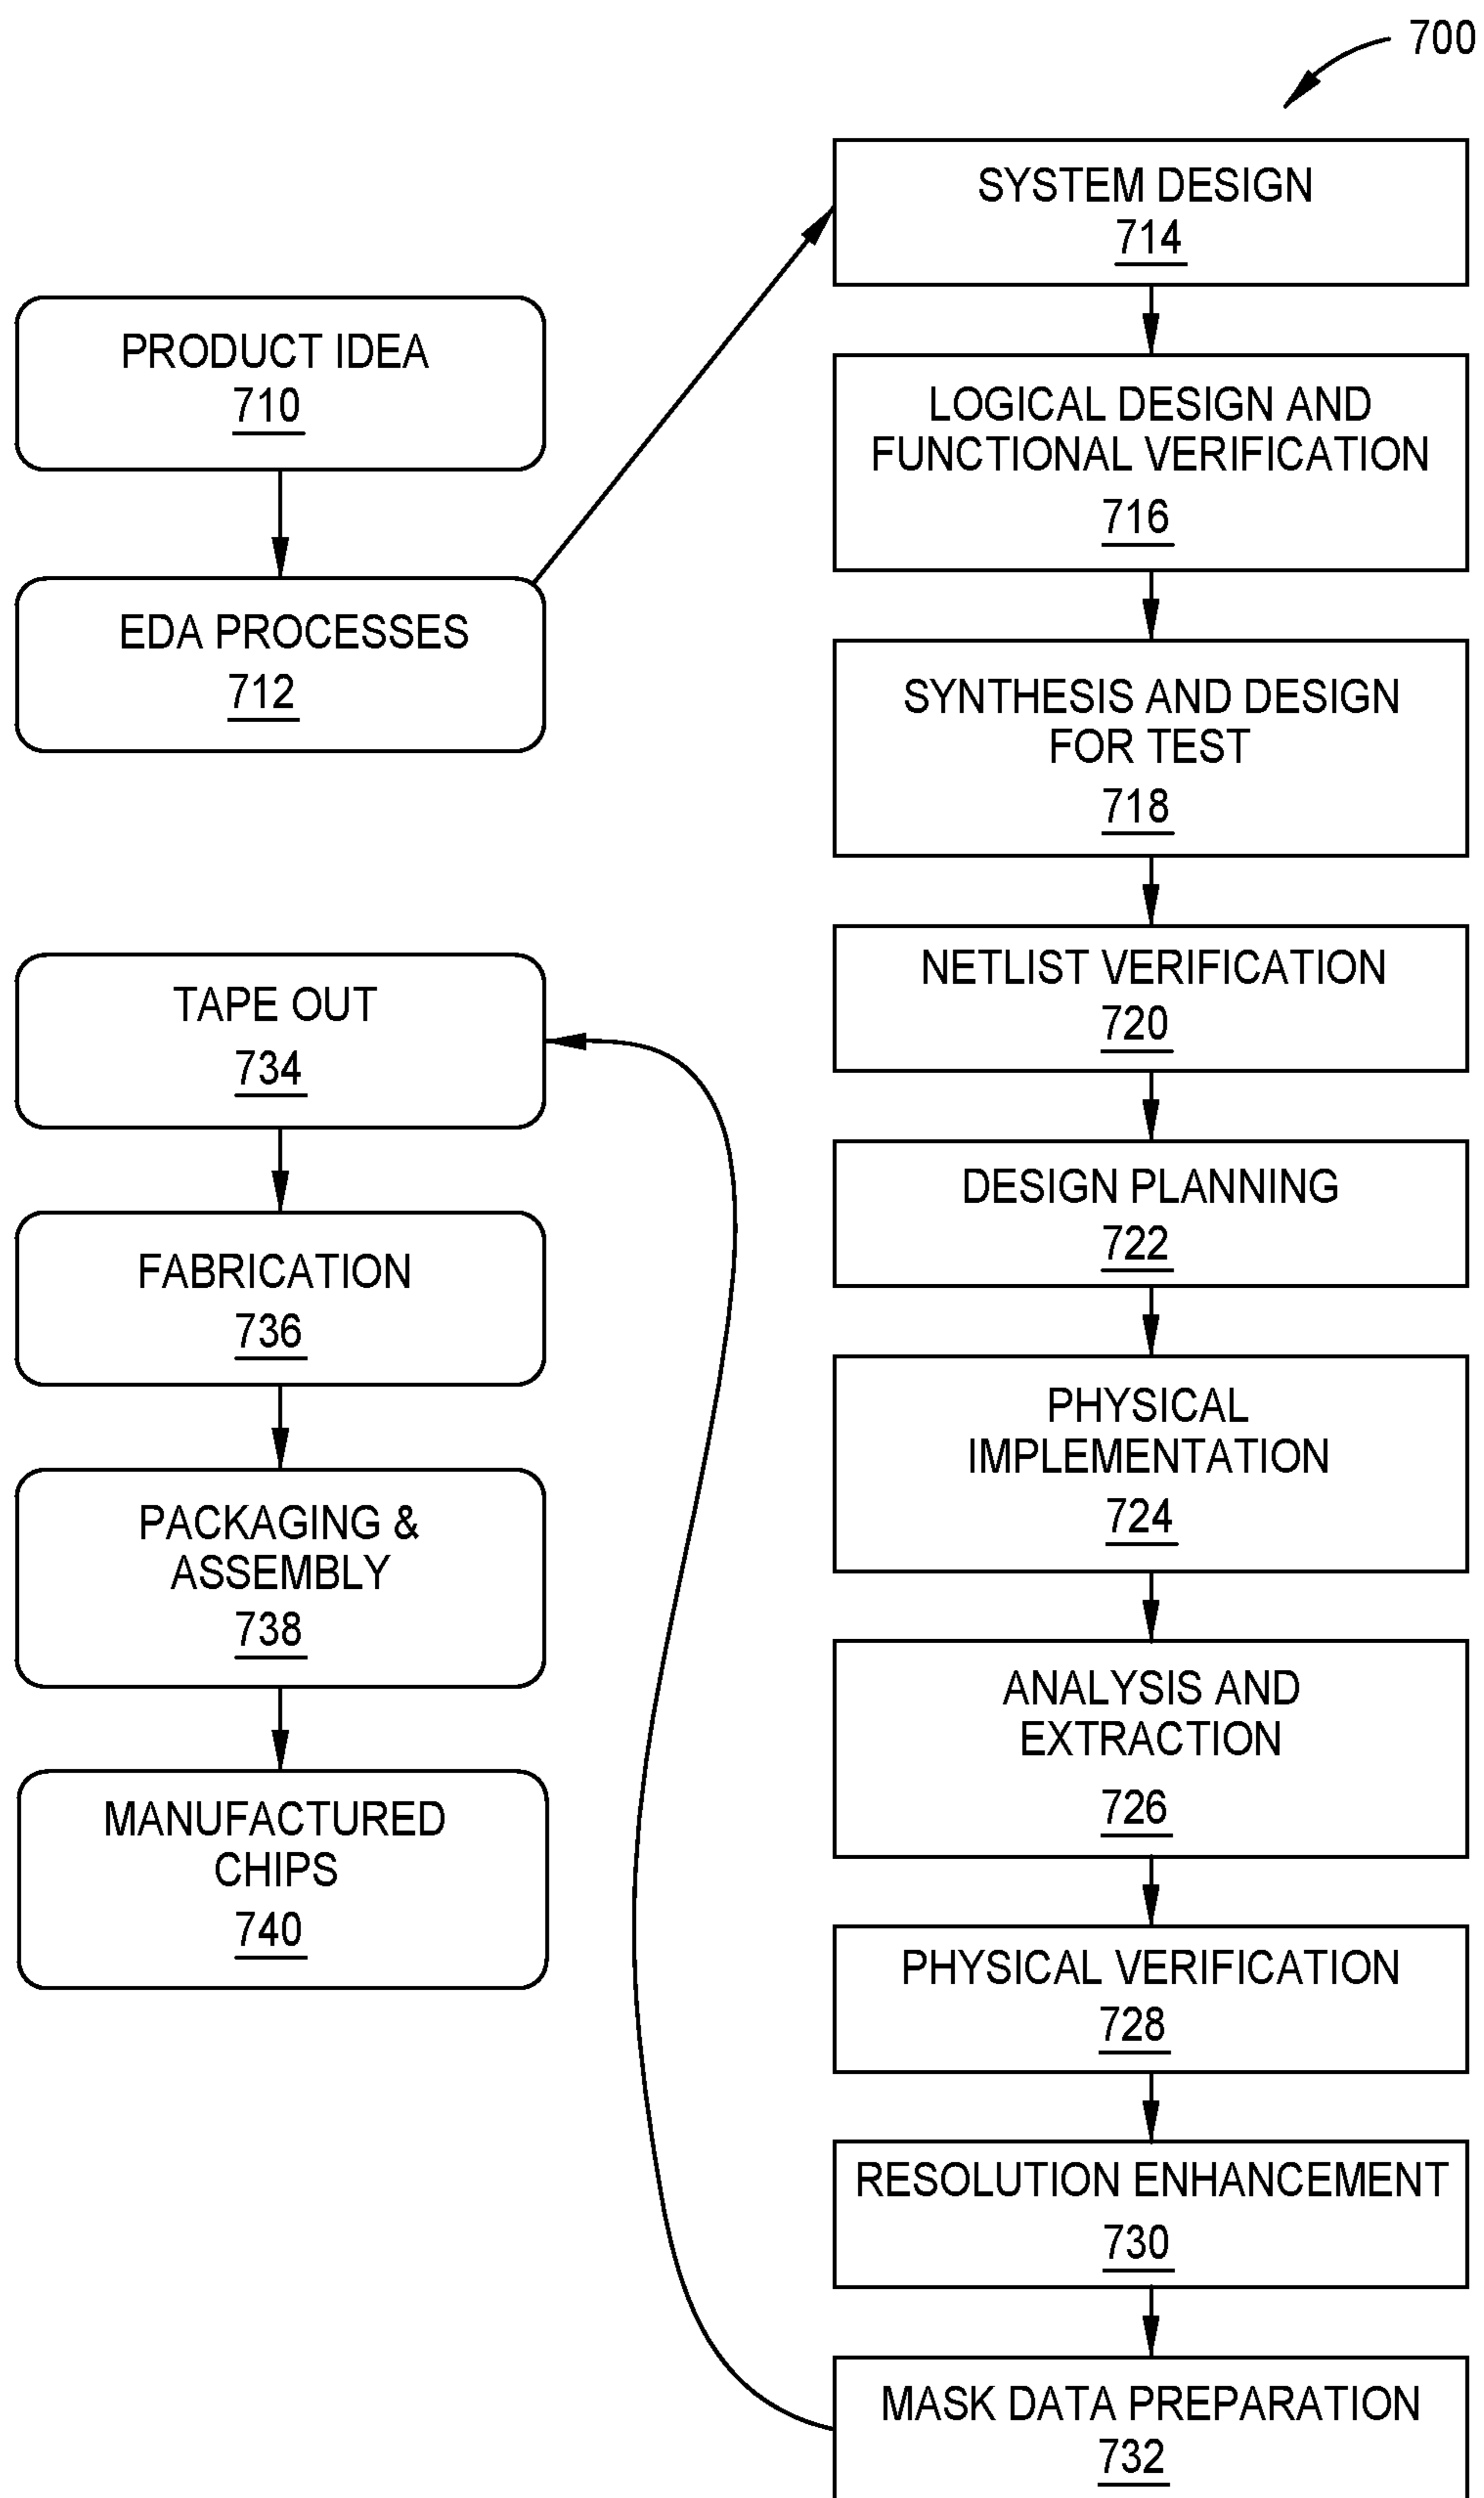 700
PRODUCT IDEA
710
EDA PROCESSES
712
SYSTEM DESIGN
714
LOGICAL DESIGN AND
FUNCTIONAL VERIFICATION
716
SYNTHESIS AND DESIGN
FOR TEST
718
NETLIST VERIFICATION
720
DESIGN PLANNING
722
PHYSICAL
IMPLEMENTATION
724
ANALYSIS AND
EXTRACTION
726
PHYSICAL VERIFICATION
728
RESOLUTION ENHANCEMENT
730
MASK DATA PREPARATION
732
TAPE OUT
734
FABRICATION
736
PACKAGING &
ASSEMBLY
738
MANUFACTURED
CHIPS
740